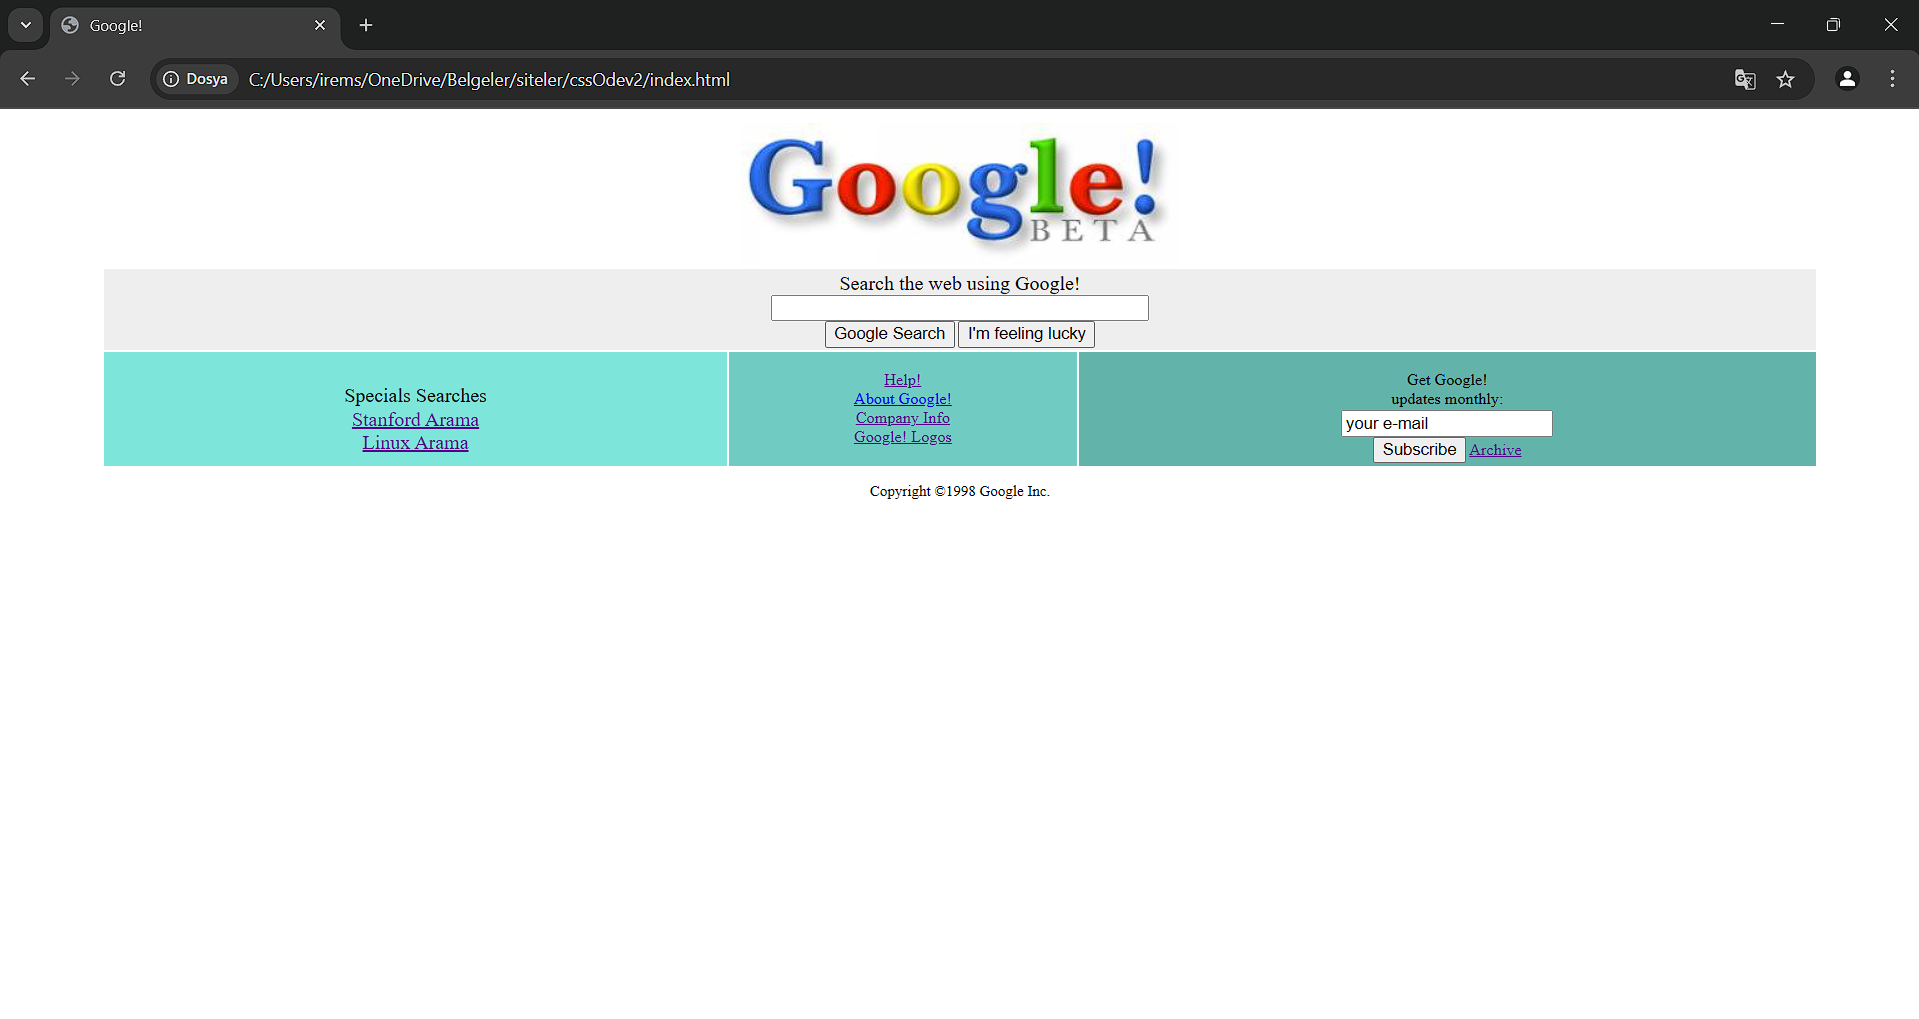 Google!
Dosya C:/Users/irems/OneDrive/Belgeler/siteler/cssOdev2/index.html
Google!
BETA
Search the web using Google!
Google Search I'm feeling lucky
Specials Searches
Stanford Arama
Linux Arama
Help!
About Google!
Company Info
Google! Logos
Get Google!
updates monthly:
your e-mail
Subscribe Archive
Copyright ©1998 Google Inc.